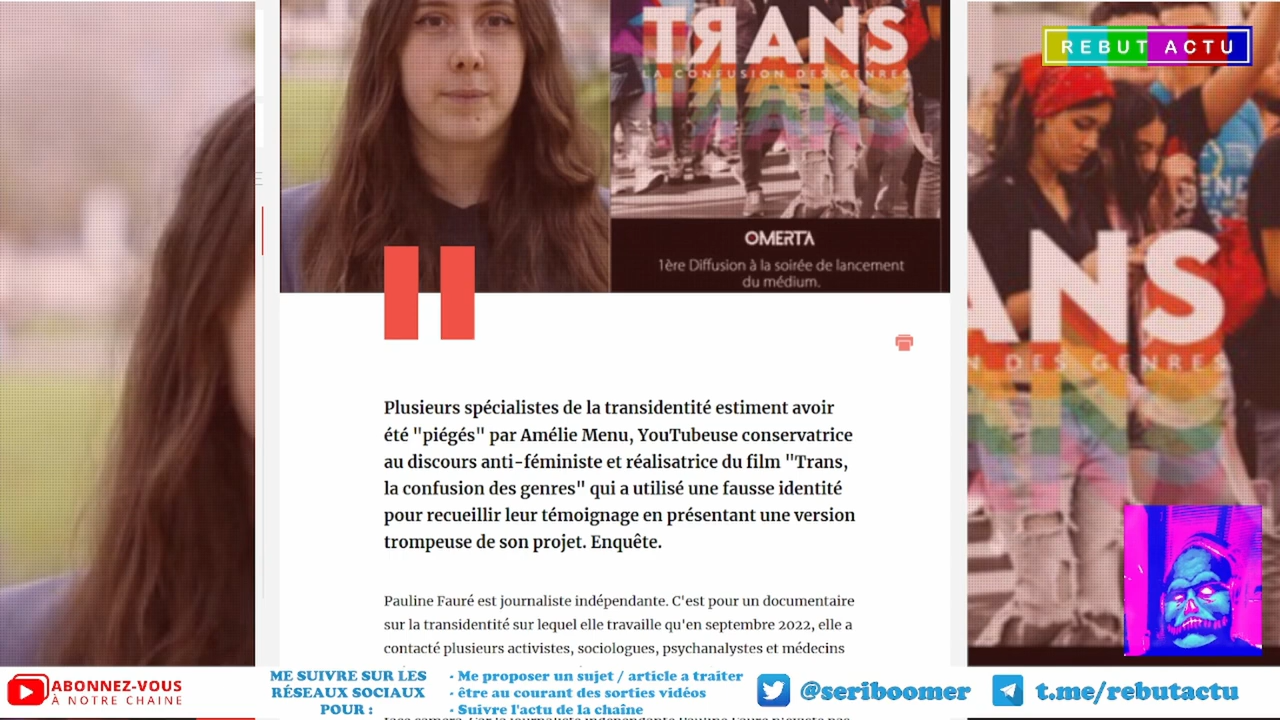 TRANS
LA CONFUSION DES GENRES
TRANS
REBUT ACTU
OMERTA
1ère Diffusion à la soirée de lancement
du médium.
ANS
N DES GENRES
Plusieurs spécialistes de la transidentité estiment avoir
été "piégés" par Amélie Menu, YouTubeuse conservatrice
au discours anti-féministe et réalisatrice du film "Trans,
la confusion des genres" qui a utilisé une fausse identité
pour recueillir leur témoignage en présentant une version
trompeuse de son projet. Enquête.
Pauline Fauré est journaliste indépendante. C'est pour un documentaire
sur la transidentité sur lequel elle travaille qu'en septembre 2022, elle a
contacté plusieurs activistes, sociologues, psychanalystes et médecins
ABONNEZ-VOUS
À NOTRE CHAINE
ME SUIVRE SUR LES
RÉSEAUX SOCIAUX
POUR :
- Me proposer un sujet / article a traiter
- être au courant des sorties vidéos
- Suivre l'actu de la chaîne
@seriboomer
t.me/rebutactu